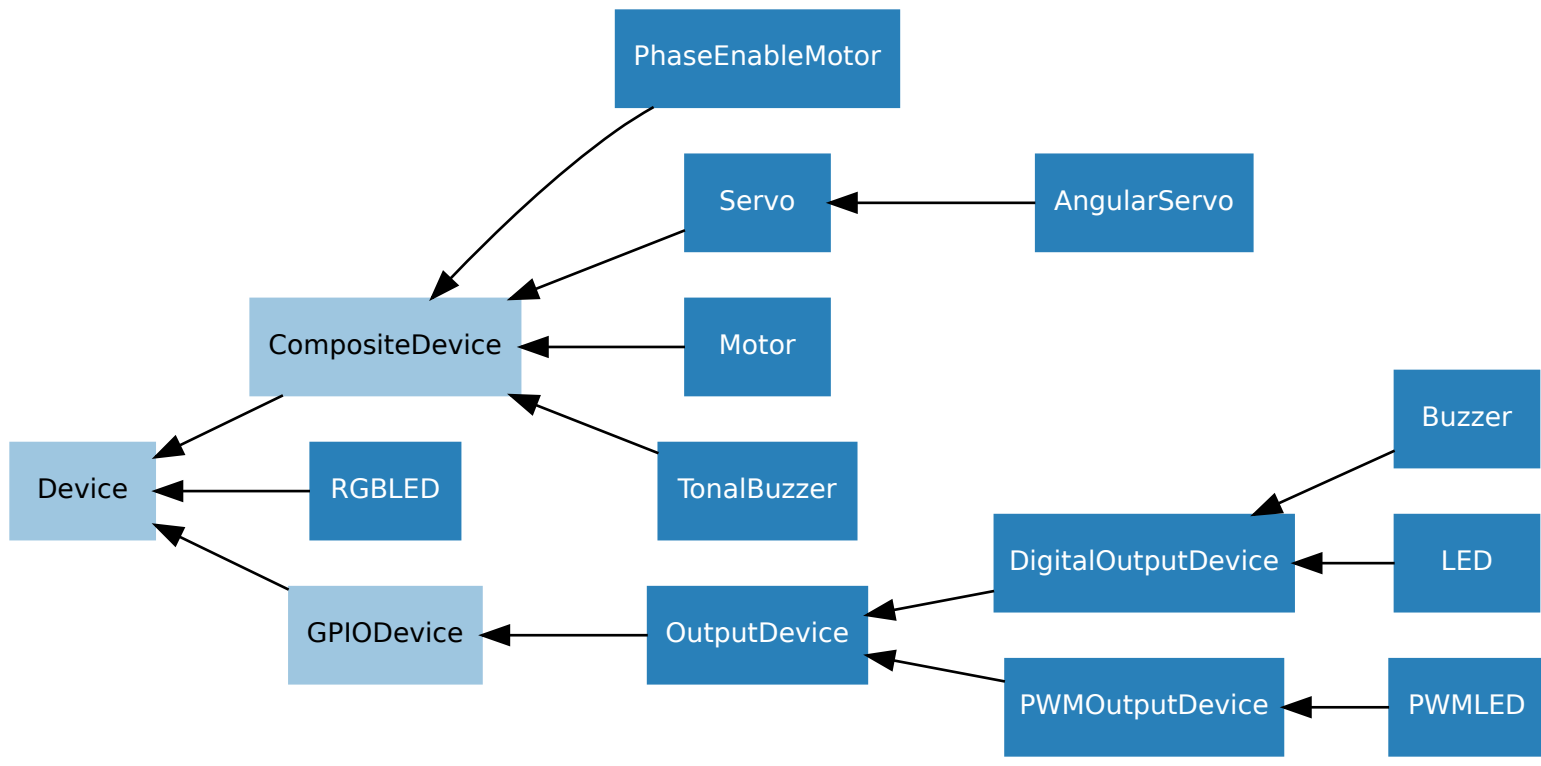 PhaseEnableMotor
Servo
AngularServo
CompositeDevice
Motor
Buzzer
Device
RGBLED
TonalBuzzer
DigitalOutputDevice
LED
GPIODevice
OutputDevice
PWMOutputDevice
PWMLED